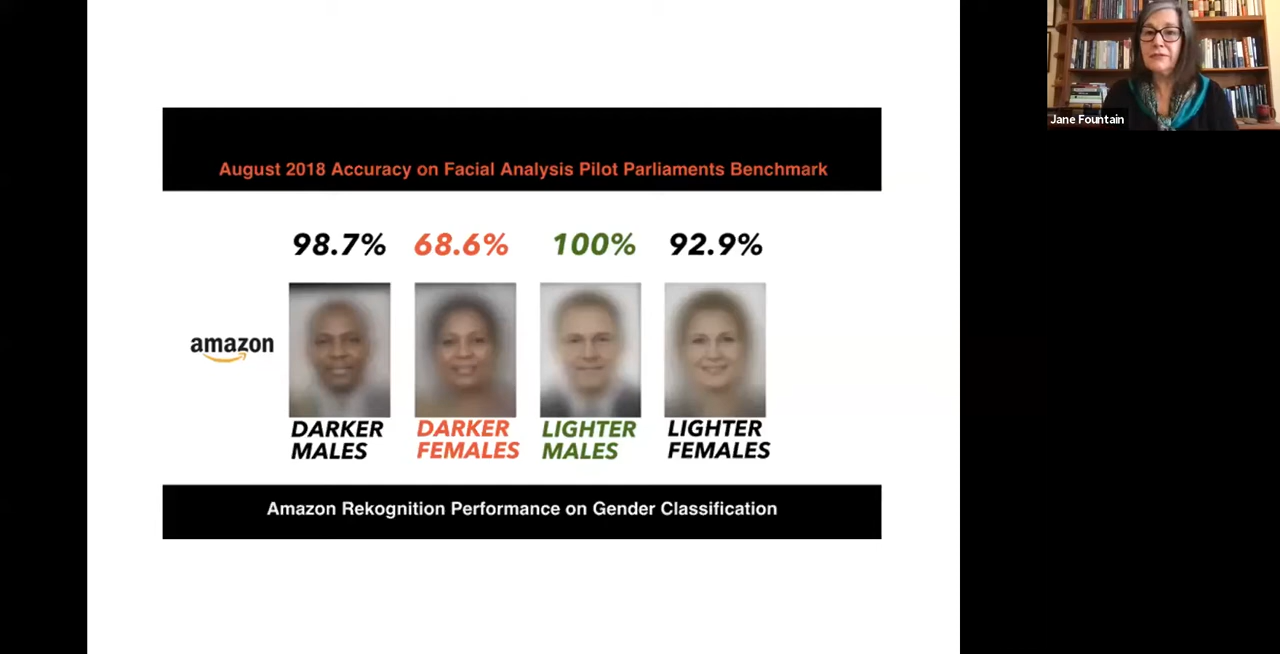 August 2018 Accuracy on Facial Analysis Pilot Parliaments Benchmark
98.7% 68.6% 100% 92.9%
amazon
DARKER MALES
DARKER FEMALES
LIGHTER MALES
LIGHTER FEMALES
Amazon Rekognition Performance on Gender Classification
Jane Fountain